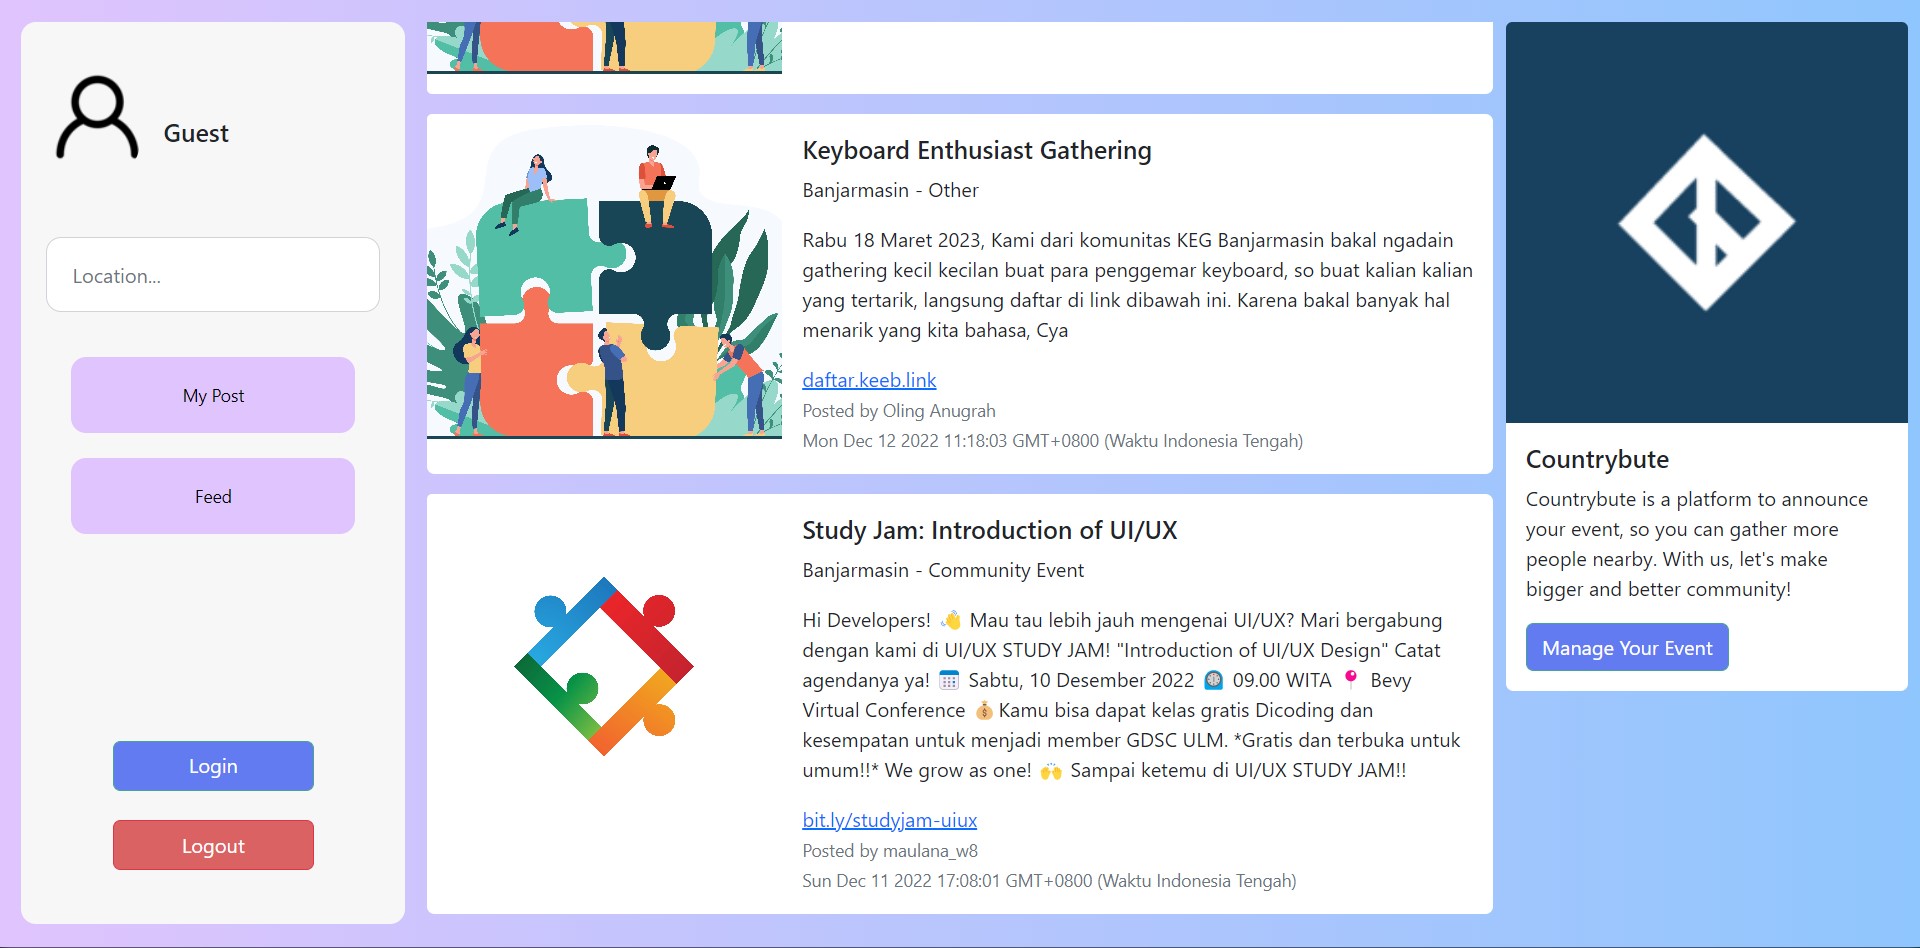 Guest
Location...
My Post
Feed
Login
Logout
Keyboard Enthusiast Gathering
Banjarmasin - Other
Rabu 18 Maret 2023, Kami dari komunitas KEG Banjarmasin bakal ngadain
gathering kecil kecilan buat para penggemar keyboard, so buat kalian kalian
yang tertarik, langsung daftar di link dibawah ini. Karena bakal banyak hal
menarik yang kita bahasa, Cya
daftar.keeb.link
Posted by Oling Anugrah
Mon Dec 12 2022 11:18:03 GMT+0800 (Waktu Indonesia Tengah)
Study Jam: Introduction of UI/UX
Banjarmasin - Community Event
Hi Developers! 👋 Mau tau lebih jauh mengenai UI/UX? Mari bergabung
dengan kami di UI/UX STUDY JAM! "Introduction of UI/UX Design" Catat
agendanya ya! 🗓️ Sabtu, 10 Desember 2022 🕰️ 09.00 WITA 📍 Bevy
Virtual Conference 💰 Kamu bisa dapat kelas gratis Dicoding dan
kesempatan untuk menjadi member GDSC ULM. *Gratis dan terbuka untuk
umum!!* We grow as one! 🙌 Sampai ketemu di UI/UX STUDY JAM!!
bit.ly/studyjam-uiux
Posted by maulana_w8
Sun Dec 11 2022 17:08:01 GMT+0800 (Waktu Indonesia Tengah)
Countrybute
Countrybute is a platform to announce
your event, so you can gather more
people nearby. With us, let's make
bigger and better community!
Manage Your Event